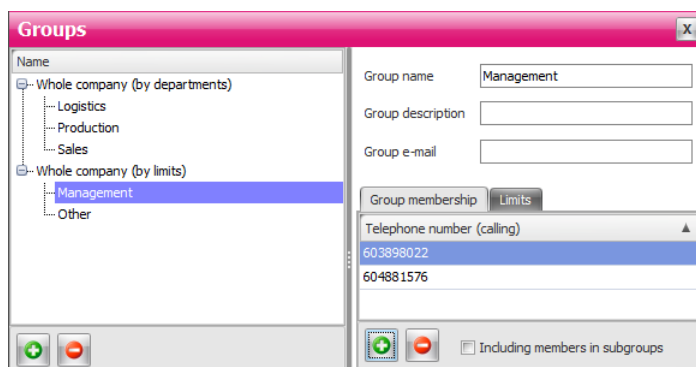 Groups
X
Name
Whole company (by departments)
Logistics
Production
Sales
Whole company (by limits)
Management
Other
Group name
Management
Group description
Group e-mail
Group membership
Limits
Telephone number (calling)
603898022
604881576
Including members in subgroups